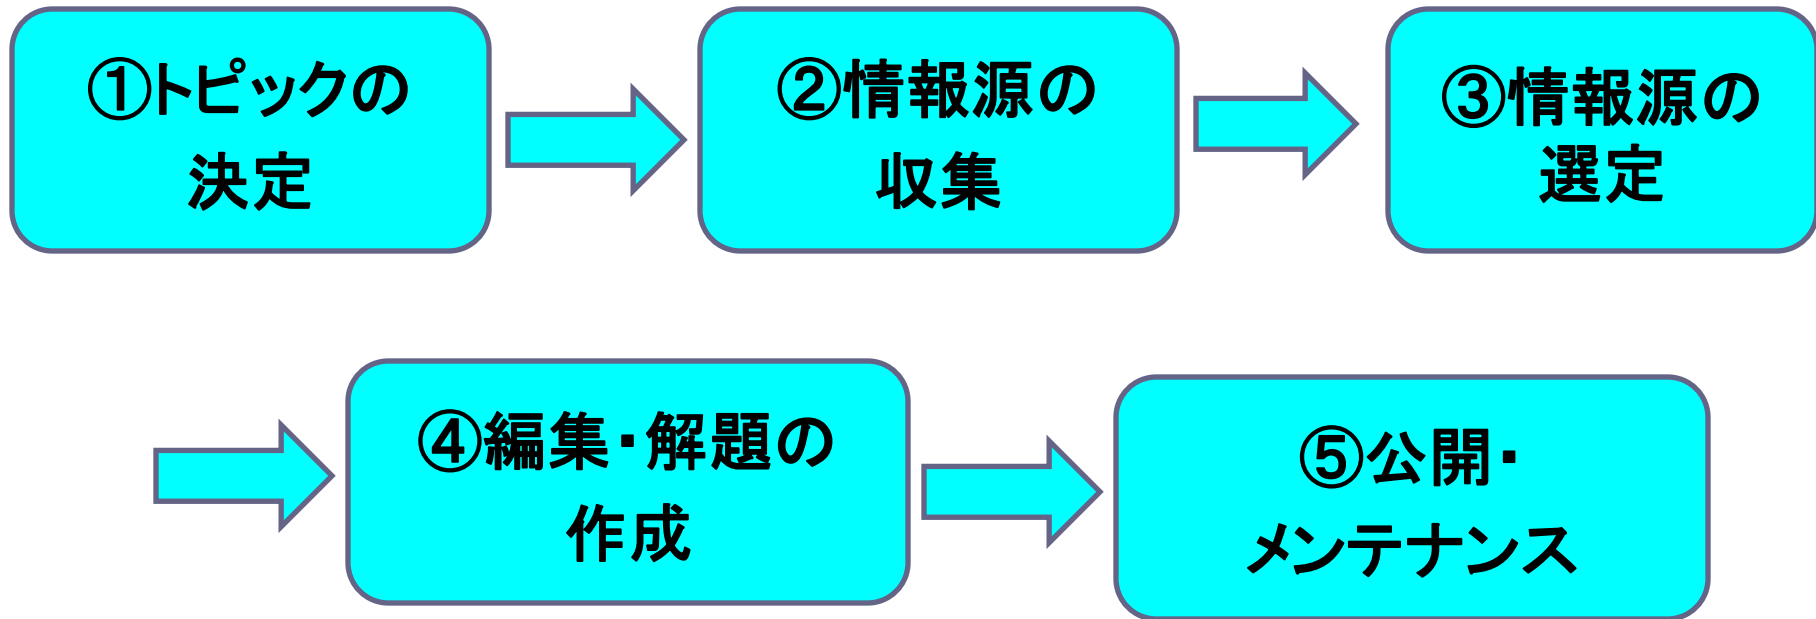 ①トピックの
決定
②情報源の
収集
③情報源の
選定
④編集・解題の
作成
⑤公開・
メンテナンス